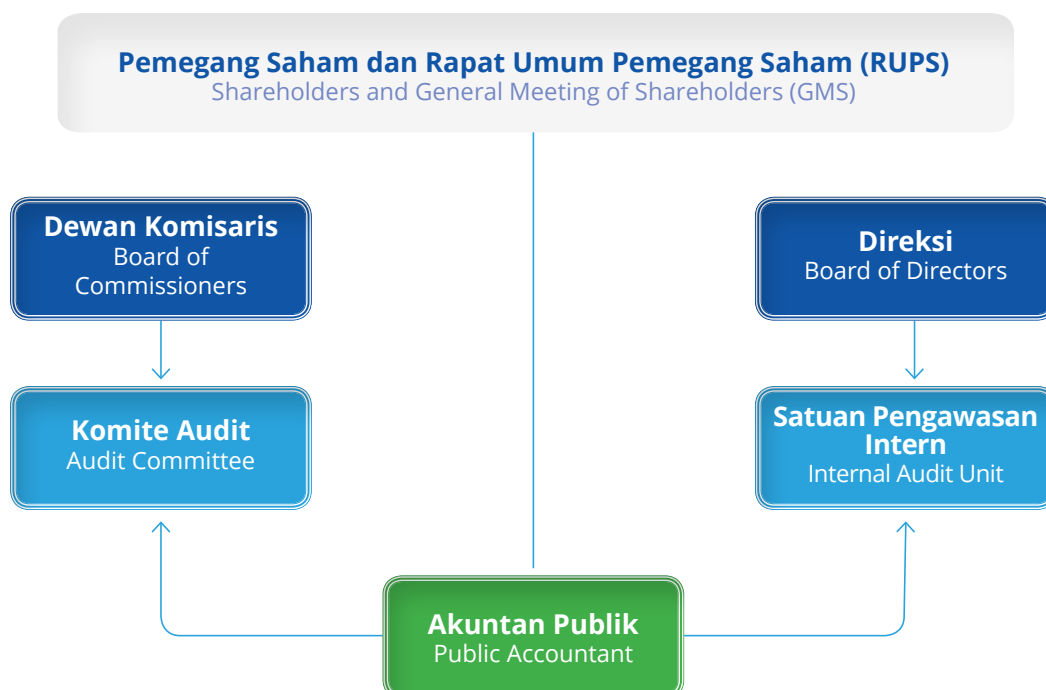 Pemegang Saham dan Rapat Umum Pemegang Saham (RUPS)
Shareholders and General Meeting of Shareholders (GMS)
Dewan Komisaris
Board of
Commissioners
Direksi
Board of Directors
Komite Audit
Audit Committee
Satuan Pengawasan
Intern
Internal Audit Unit
Akuntan Publik
Public Accountant